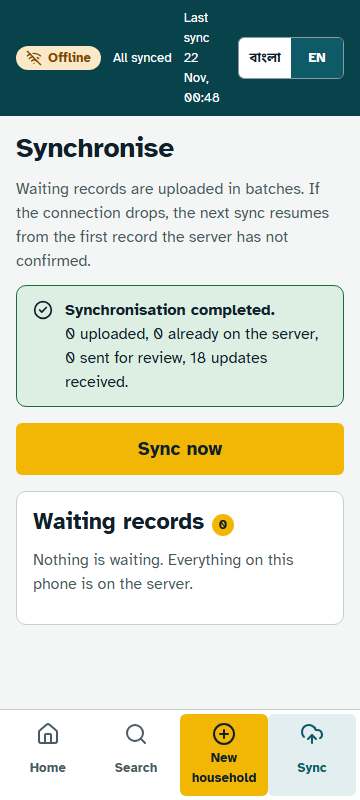 Offline
All synced
Last
sync
22
Nov,
00:48
বাংলা
EN
Synchronise
Waiting records are uploaded in batches. If
the connection drops, the next sync resumes
from the first record the server has not
confirmed.
Synchronisation completed.
0 uploaded, 0 already on the server,
0 sent for review, 18 updates
received.
Sync now
Waiting records 0
Nothing is waiting. Everything on this
phone is on the server.
Home
Search
New
household
Sync